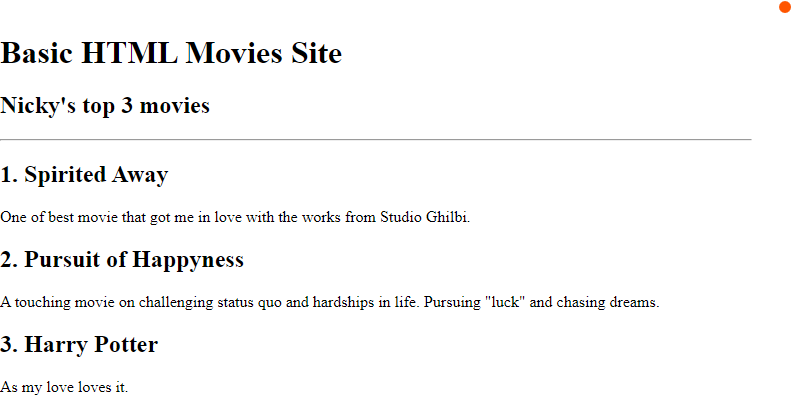 Basic HTML Movies Site
Nicky's top 3 movies
1. Spirited Away
One of best movie that got me in love with the works from Studio Ghilbi.
2. Pursuit of Happyness
A touching movie on challenging status quo and hardships in life. Pursuing "luck" and chasing dreams.
3. Harry Potter
As my love loves it.